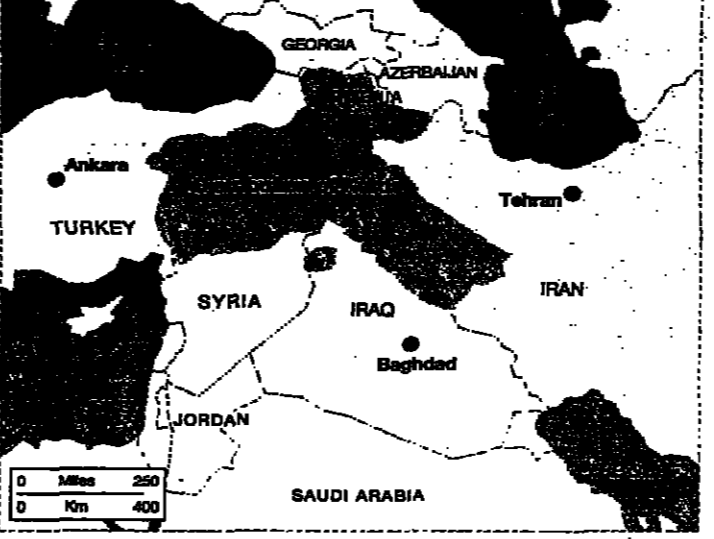 GEORGIA
AZERBAIJAN
Ankara
Tehran
TURKEY
SYRIA
IRAQ
IRAN
Baghdad
JORDAN
SAUDI ARABIA
0 Miles 250
0 Km 400